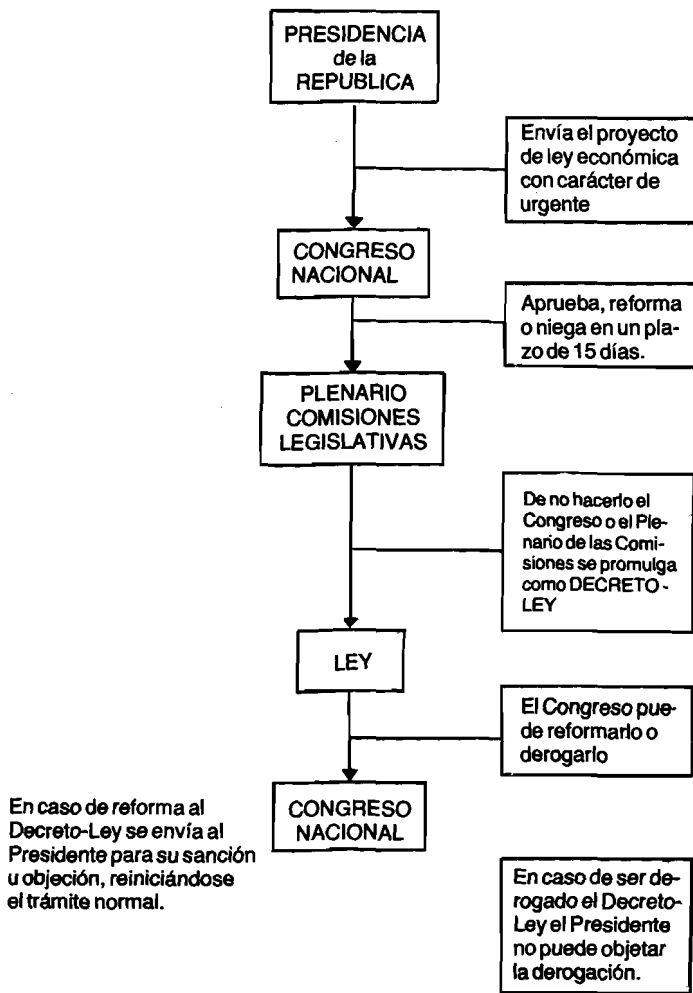 PRESIDENCIA
de la
REPUBLICA
Envía el proyecto
de ley económica
con carácter de
urgente
CONGRESO
NACIONAL
Aprueba, reforma
o niega en un pla-
zo de 15 días.
PLENARIO
COMISIONES
LEGISLATIVAS
De no hacerlo el
Congreso o el Ple-
nario de las Comi-
siones se promulga
como DECRETO -
LEY
LEY
El Congreso pue-
de reformarlo o
derogarlo
CONGRESO
NACIONAL
En caso de reforma al
Decreto-Ley se envía al
Presidente para su sanción
u objeción, reiniciándose
el trámite normal.
En caso de ser de-
rogado el Decreto-
Ley el Presidente
no puede objetar
la derogación.